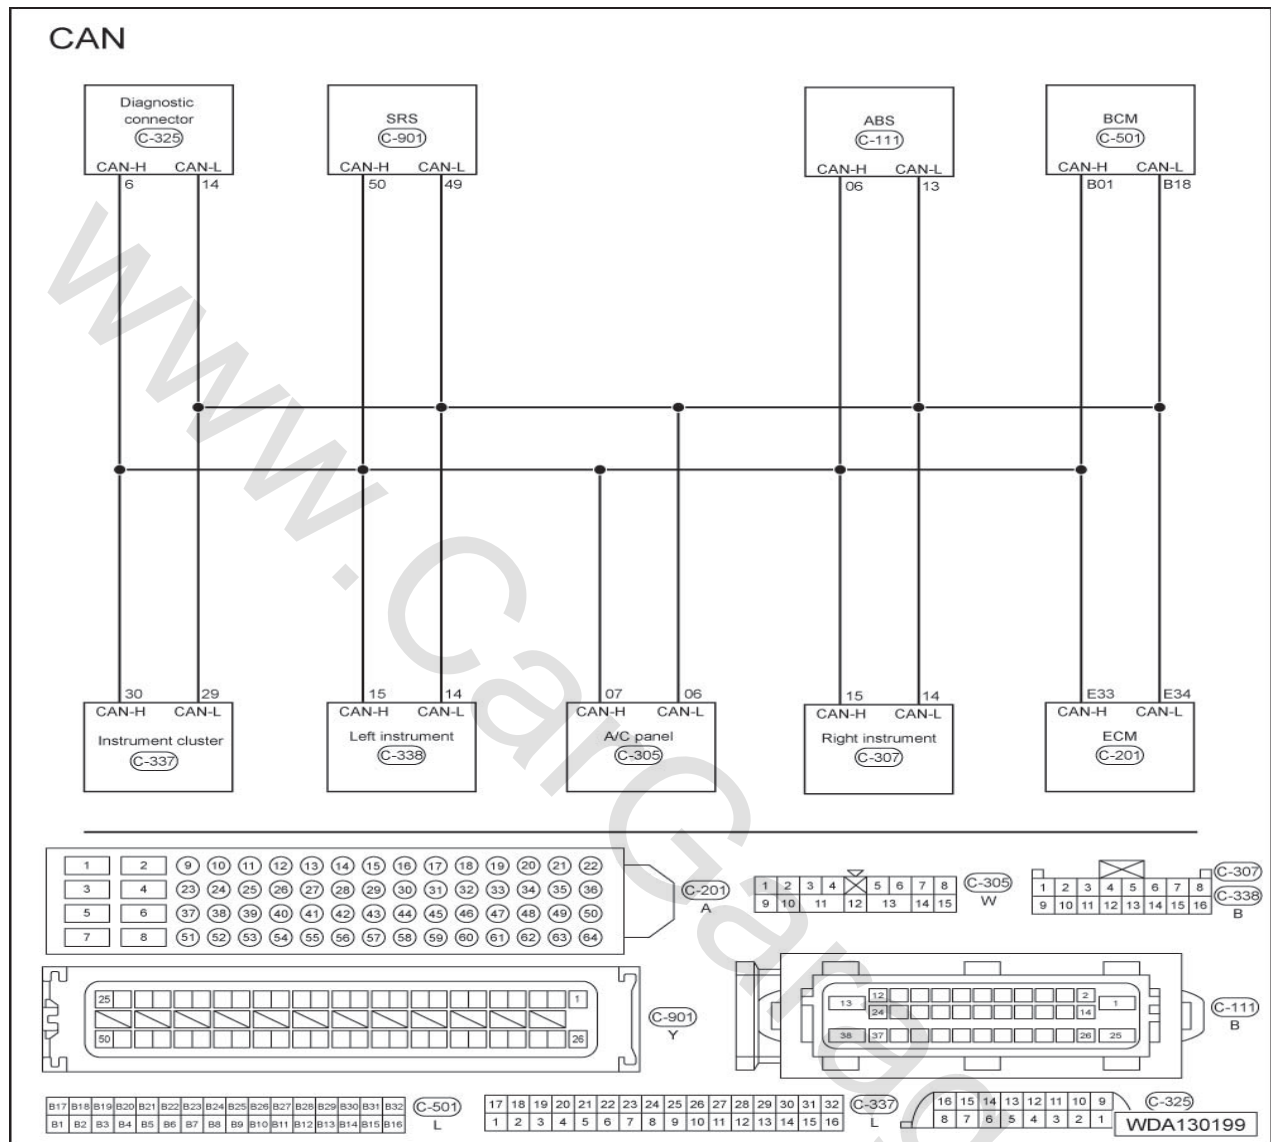 CAN
Diagnostic connector C-325
CAN-H CAN-L
6 14
SRS C-901
CAN-H CAN-L
50 49
ABS C-111
CAN-H CAN-L
06 13
BCM C-501
CAN-H CAN-L
B01 B18
30 29
CAN-H CAN-L
Instrument cluster C-337
15 14
CAN-H CAN-L
Left instrument C-338
07 06
CAN-H CAN-L
A/C panel C-305
15 14
CAN-H CAN-L
Right instrument C-307
E33 E34
CAN-H CAN-L
ECM C-201
1 2 9 10 11 12 13 14 15 16 17 18 19 20 21 22
3 4 23 24 25 26 27 28 29 30 31 32 33 34 35 36
5 6 37 38 39 40 41 42 43 44 45 46 47 48 49 50
7 8 51 52 53 54 55 56 57 58 59 60 61 62 63 64
C-201
A
1 2 3 4 5 6 7 8
9 10 11 12 13 14 15
C-305
W
1 2 3 4 5 6 7 8
9 10 11 12 13 14 15 16
C-307
C-338
B
25 1
50 26
C-901
Y
13 12 2 1
24 14
38 37 26 25
C-111
B
B17 B18 B19 B20 B21 B22 B23 B24 B25 B26 B27 B28 B29 B30 B31 B32
B1 B2 B3 B4 B5 B6 B7 B8 B9 B10 B11 B12 B13 B14 B15 B16
C-501
L
17 18 19 20 21 22 23 24 25 26 27 28 29 30 31 32
1 2 3 4 5 6 7 8 9 10 11 12 13 14 15 16
C-337
L
16 15 14 13 12 11 10 9
8 7 6 5 4 3 2 1
C-325
WDA130199
www.CarGarag